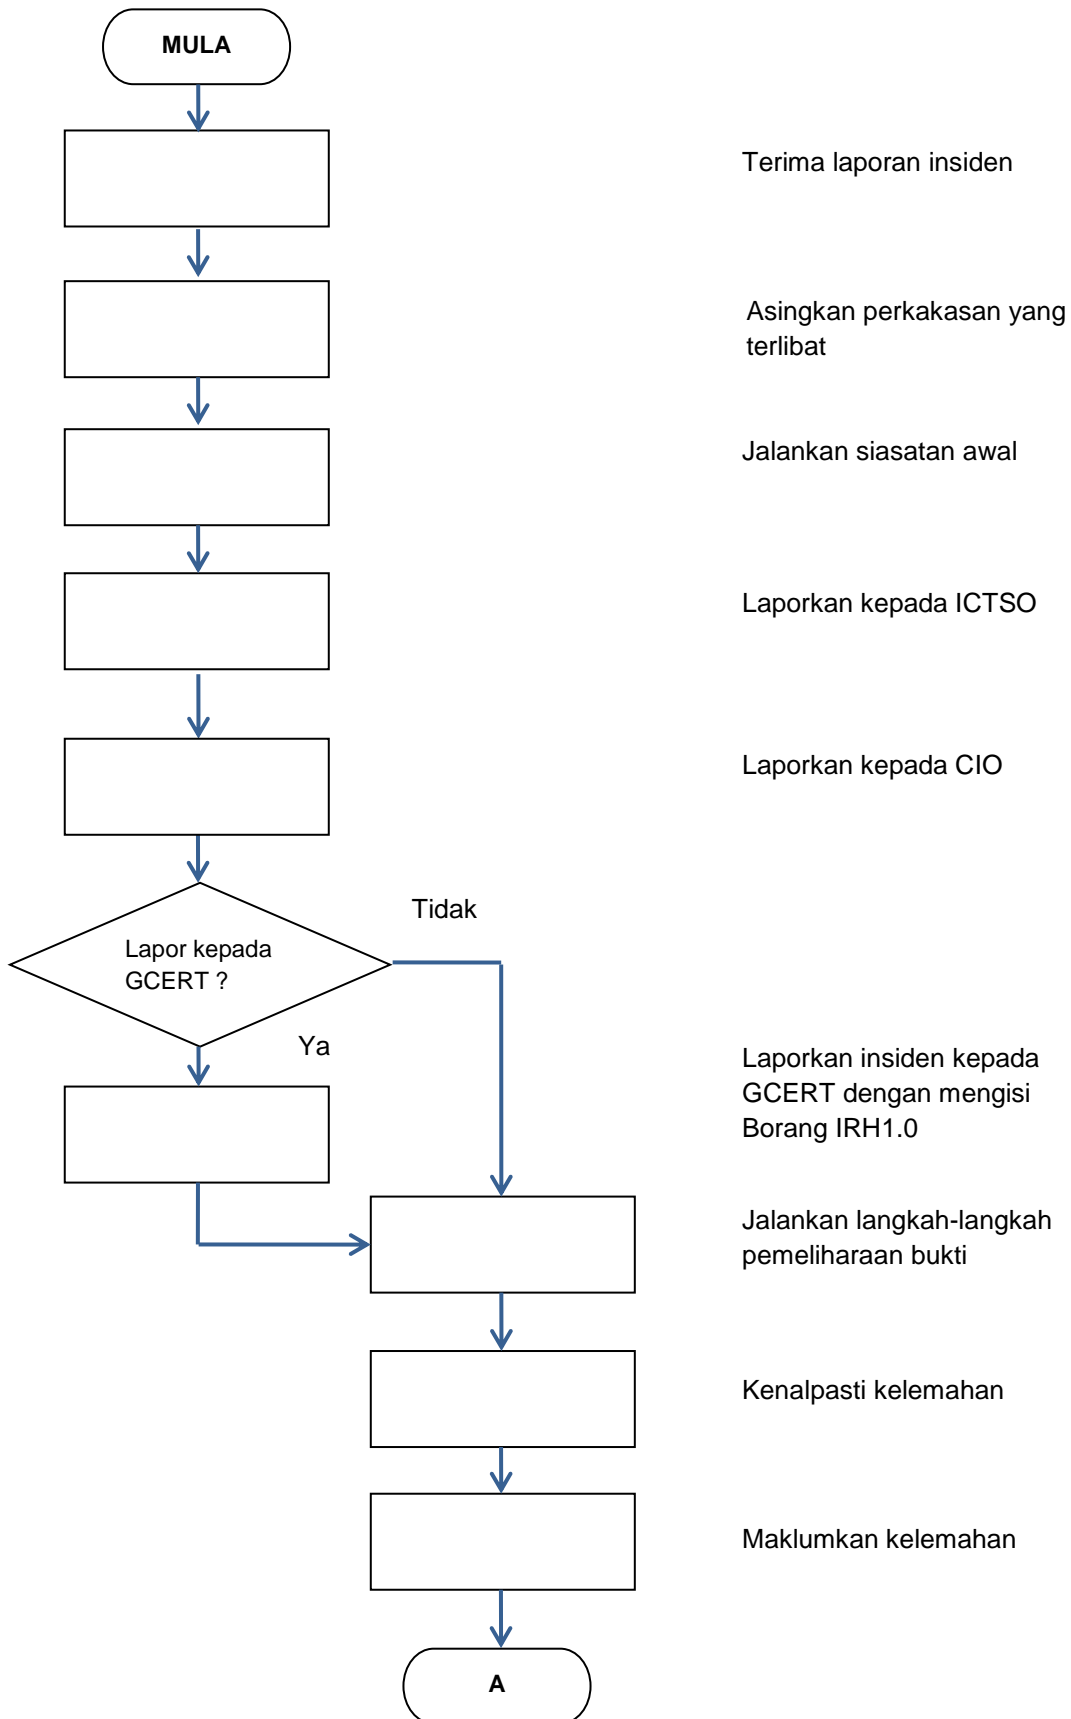 MULA
Terima laporan insiden
Asingkan perkakasan yang
terlibat
Jalankan siasatan awal
Laporkan kepada ICTSO
Laporkan kepada CIO
Tidak
Lapor kepada
GCERT ?
Ya
Laporkan insiden kepada
GCERT dengan mengisi
Borang IRH1.0
Jalankan langkah-langkah
pemeliharaan bukti
Kenalpasti kelemahan
Maklumkan kelemahan
A